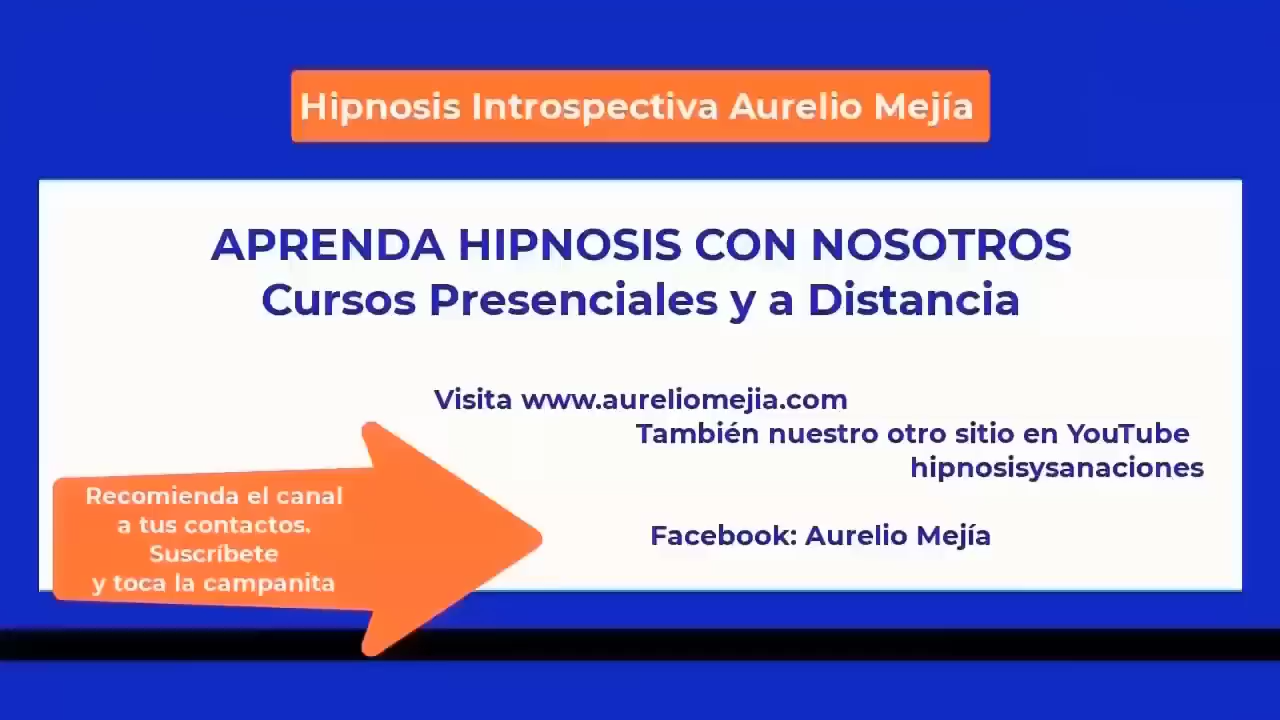 Hipnosis Introspectiva Aurelio Mejía
APRENDA HIPNOSIS CON NOSOTROS
Cursos Presenciales y a Distancia
Visita www.aureliomejia.com
También nuestro otro sitio en YouTube
hipnosisysanaciones
Recomienda el canal
a tus contactos.
Suscríbete
y toca la campanita
Facebook: Aurelio Mejía